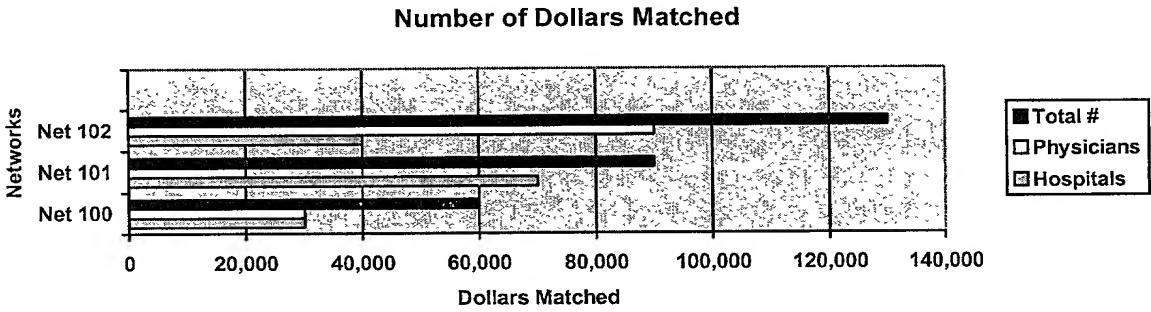 Number of Dollars Matched
Networks
Net 102
Net 101
Net 100
0 20,000 40,000 60,000 80,000 100,000 120,000 140,000
Dollars Matched
Total #
Physicians
Hospitals